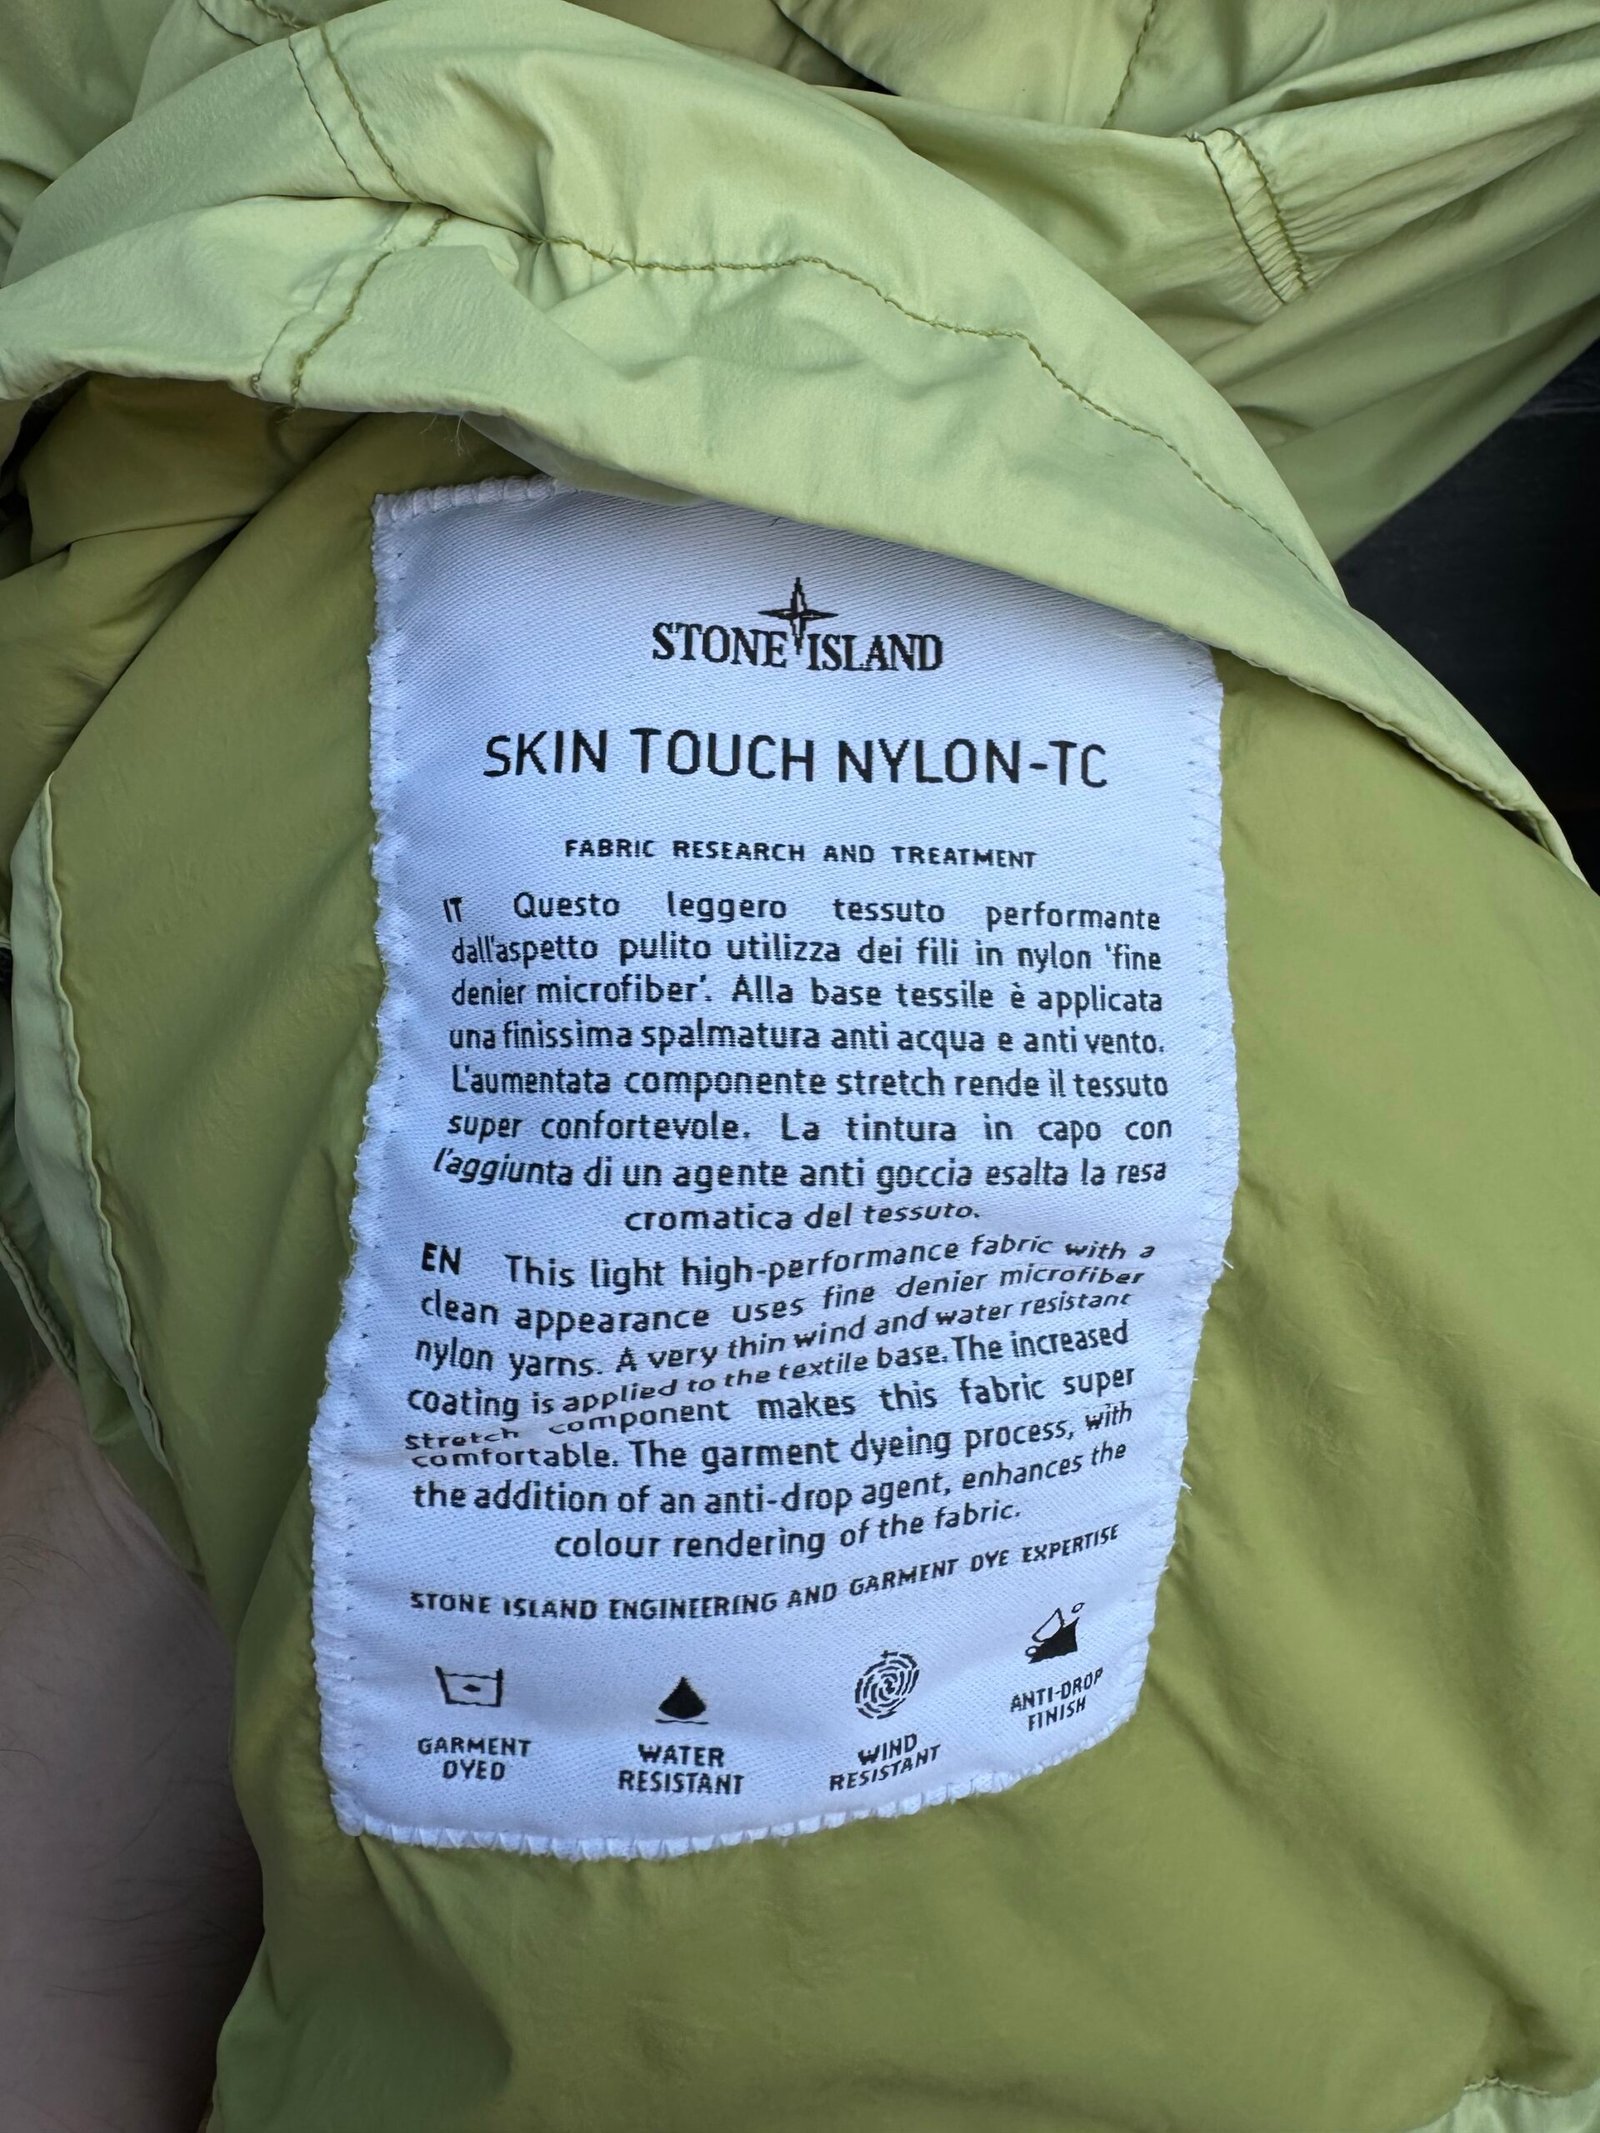 STONE ISLAND
SKIN TOUCH NYLON-TC
FABRIC RESEARCH AND TREATMENT
IT Questo leggero tessuto performante
dall'aspetto pulito utilizza dei fili in nylon 'fine
denier microfiber'. Alla base tessile è applicata
una finissima spalmatura anti acqua e anti vento.
L'aumentata componente stretch rende il tessuto
super confortevole. La tintura in capo con
l'aggiunta di un agente anti goccia esalta la resa
cromatica del tessuto.
EN This light high-performance fabric with a
clean appearance uses fine denier microfiber
nylon yarns. A very thin wind and water resistant
coating is applied to the textile base. The increased
stretch component makes this fabric super
comfortable. The garment dyeing process, with
the addition of an anti-drop agent, enhances the
colour rendering of the fabric.
STONE ISLAND ENGINEERING AND GARMENT DYE EXPERTISE
GARMENT
DYED
WATER
RESISTANT
WIND
RESISTANT
ANTI-DROP
FINISH